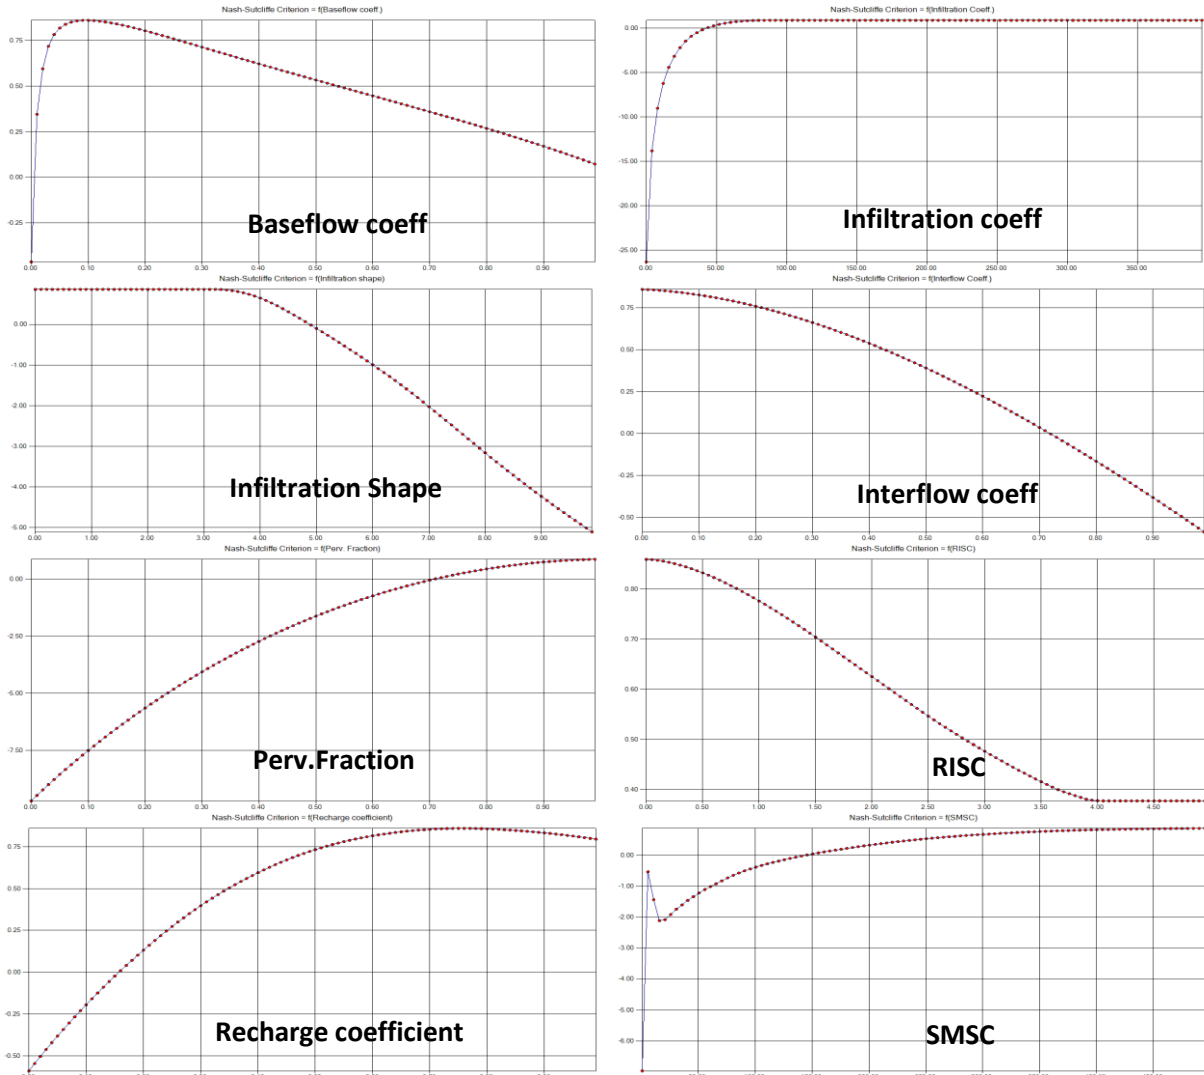 Nash-Sutcliffe Criterion = f(Baseflow coeff.)
0.75
0.50
0.25
0.00
-0.25
Baseflow coeff
0.00 0.10 0.20 0.30 0.40 0.50 0.60 0.70 0.80 0.90
Nash-Sutcliffe Criterion = f(Infiltration Coeff.)
0.00
-5.00
-10.00
-15.00
-20.00
-25.00
Infiltration coeff
0.00 50.00 100.00 150.00 200.00 250.00 300.00 350.00
Nash-Sutcliffe Criterion = f(Infiltration shape)
0.00
-1.00
-2.00
-3.00
-4.00
-5.00
Infiltration Shape
0.00 1.00 2.00 3.00 4.00 5.00 6.00 7.00 8.00 9.00
Nash-Sutcliffe Criterion = f(Interflow Coeff.)
0.75
0.50
0.25
0.00
-0.25
-0.50
Interflow coeff
0.00 0.10 0.20 0.30 0.40 0.50 0.60 0.70 0.80 0.90
Nash-Sutcliffe Criterion = f(Perv. Fraction)
0.00
-2.50
-5.00
-7.50
Perv.Fraction
0.00 0.10 0.20 0.30 0.40 0.50 0.60 0.70 0.80 0.90
Nash-Sutcliffe Criterion = f(RISC)
0.80
0.70
0.60
0.50
0.40
RISC
0.00 0.50 1.00 1.50 2.00 2.50 3.00 3.50 4.00 4.50
Nash-Sutcliffe Criterion = f(Recharge coefficient)
0.75
0.50
0.25
0.00
-0.25
-0.50
Recharge coefficient
Nash-Sutcliffe Criterion = f(SMSC)
0.00
-1.00
-2.00
-3.00
-4.00
-5.00
-6.00
SMSC